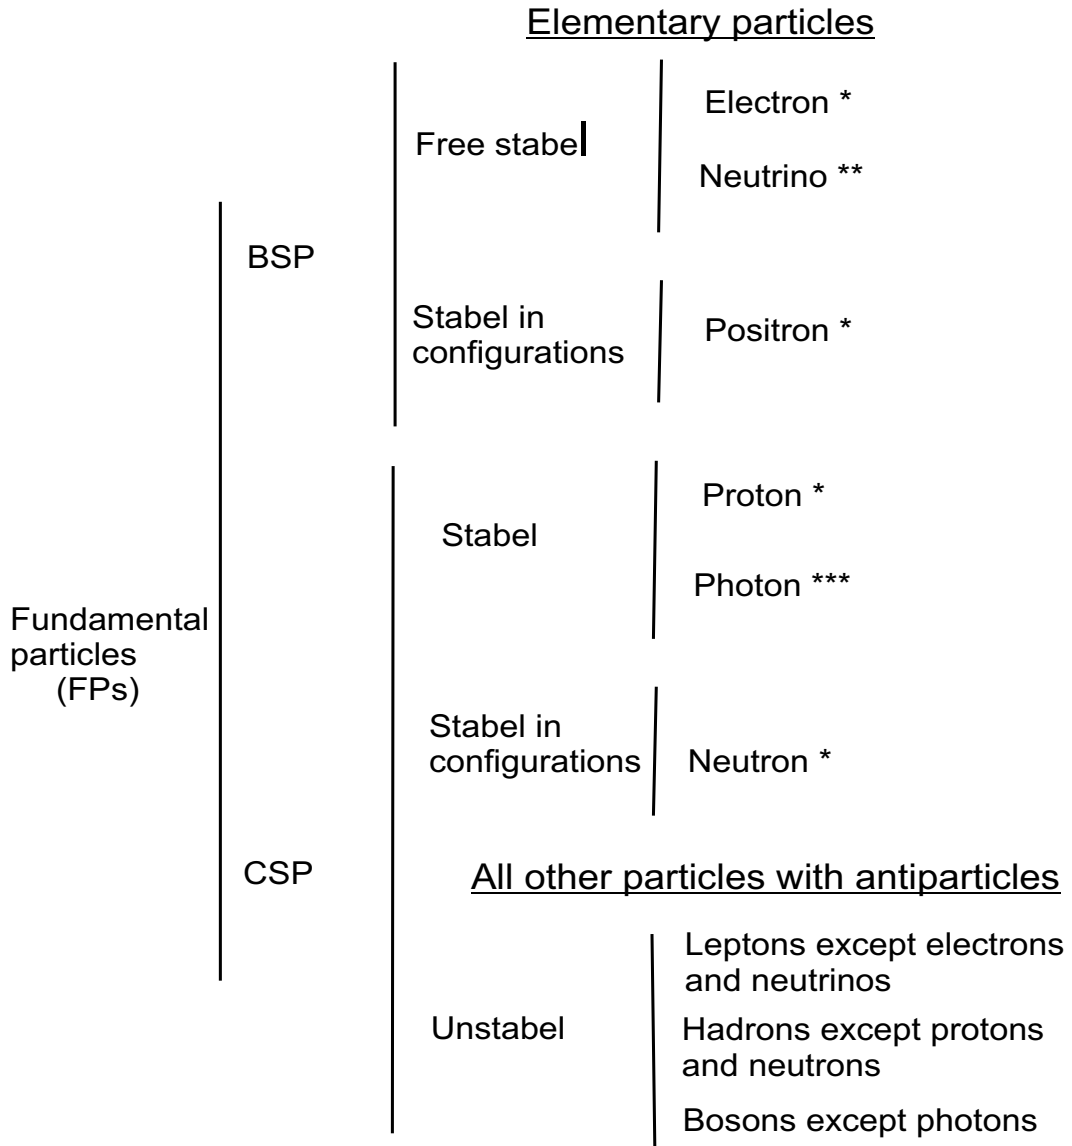 Elementary particles
Electron *
Free stabel
Neutrino **
BSP
Stabel in
configurations
Positron *
Proton *
Stabel
Photon ***
Fundamental
particles
(FPs)
Stabel in
configurations
Neutron *
CSP
All other particles with antiparticles
Leptons except electrons
and neutrinos
Unstabel
Hadrons except protons
and neutrons
Bosons except photons